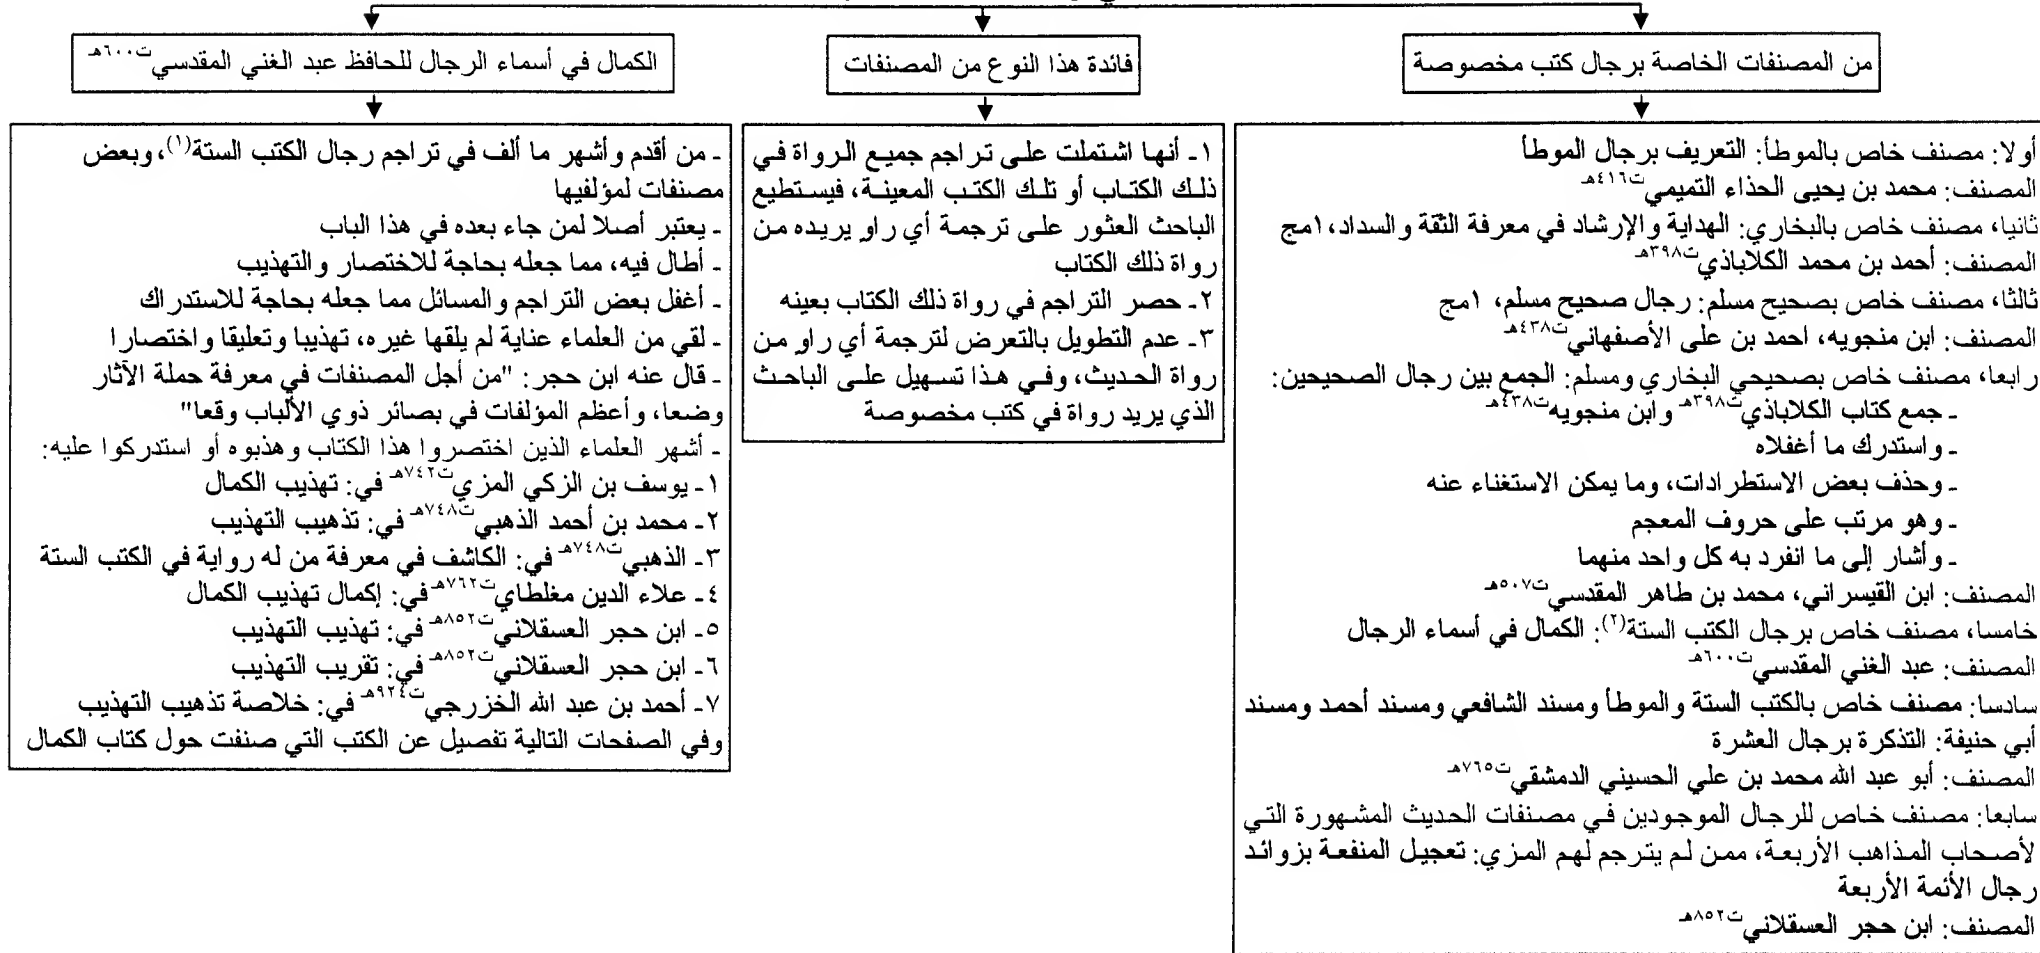 من المصنفات الخاصة برجال كتب مخصوصة
أولا: مصنف خاص بالموطأ: التعريف برجال الموطأ
المصنف: محمد بن يحيى الحذاء التميمي ت٤١٦هـ
ثانيا، مصنف خاص بالبخاري: الهداية والإرشاد في معرفة الثقة والسداد، ١مج
المصنف: أحمد بن محمد الكلاباذي ت٣٩٨هـ
ثالثا، مصنف خاص بصحيح مسلم: رجال صحيح مسلم، ١مج
المصنف: ابن منجويه، احمد بن علي الأصفهاني ت٤٣٨هـ
رابعا، مصنف خاص بصحيحي البخاري ومسلم: الجمع بين رجال الصحيحين:
- جمع كتاب الكلاباذي ت٣٩٨هـ وابن منجويه ت٤٣٨هـ
- واستدرك ما أغفلاه
- وحذف بعض الاستطرادات، وما يمكن الاستغناء عنه
- وهو مرتب على حروف المعجم
- وأشار إلى ما انفرد به كل واحد منهما
المصنف: ابن القيسراني، محمد بن طاهر المقدسي ت٥٠٧هـ
خامسا، مصنف خاص برجال الكتب الستة(٢): الكمال في أسماء الرجال
المصنف: عبد الغني المقدسي ت٦٠٠هـ
سادسا: مصنف خاص بالكتب الستة والموطأ ومسند الشافعي ومسند أحمد ومسند
أبي حنيفة: التذكرة برجال العشرة
المصنف: أبو عبد الله محمد بن علي الحسيني الدمشقي ت٧٦٥هـ
سابعا: مصنف خاص للرجال الموجودين في مصنفات الحديث المشهورة التي
لأصحاب المذاهب الأربعة، ممن لم يترجم لهم المزي: تعجيل المنفعة بزوائد
رجال الأئمة الأربعة
المصنف: ابن حجر العسقلاني ت٨٥٢هـ
فائدة هذا النوع من المصنفات
١- أنها اشتملت على تراجم جميع الرواة في
ذلك الكتاب أو تلك الكتب المعينة، فيستطيع
الباحث العثور على ترجمة أي راوٍ يريده من
رواة ذلك الكتاب
٢- حصر التراجم في رواة ذلك الكتاب بعينه
٣- عدم التطويل بالتعرض لترجمة أي راوٍ من
رواة الحديث، وفي هذا تسهيل على الباحث
الذي يريد رواة في كتب مخصوصة
الكمال في أسماء الرجال للحافظ عبد الغني المقدسي ت٦٠٠هـ
- من أقدم وأشهر ما ألف في تراجم رجال الكتب الستة(١)، وبعض
مصنفات لمؤلفيها
- يعتبر أصلا لمن جاء بعده في هذا الباب
- أطال فيه، مما جعله بحاجة للاختصار والتهذيب
- أغفل بعض التراجم والمسائل مما جعله بحاجة للاستدراك
- لقي من العلماء عناية لم يلقها غيره، تهذيبا وتعليقا واختصارا
- قال عنه ابن حجر: "من أجل المصنفات في معرفة حملة الآثار
وضعا، وأعظم المؤلفات في بصائر ذوي الألباب وقعا"
- أشهر العلماء الذين اختصروا هذا الكتاب وهذبوه أو استدركوا عليه:
١- يوسف بن الزكي المزي ت٧٤٢هـ في: تهذيب الكمال
٢- محمد بن أحمد الذهبي ت٧٤٨هـ في: تذهيب التهذيب
٣- الذهبي ت٧٤٨هـ في: الكاشف في معرفة من له رواية في الكتب الستة
٤- علاء الدين مغلطاي ت٧٦٢هـ في: إكمال تهذيب الكمال
٥- ابن حجر العسقلاني ت٨٥٢هـ في: تهذيب التهذيب
٦- ابن حجر العسقلاني ت٨٥٢هـ في: تقريب التهذيب
٧- أحمد بن عبد الله الخزرجي ت٩٢٤هـ في: خلاصة تذهيب التهذيب
وفي الصفحات التالية تفصيل عن الكتب التي صنفت حول كتاب الكمال